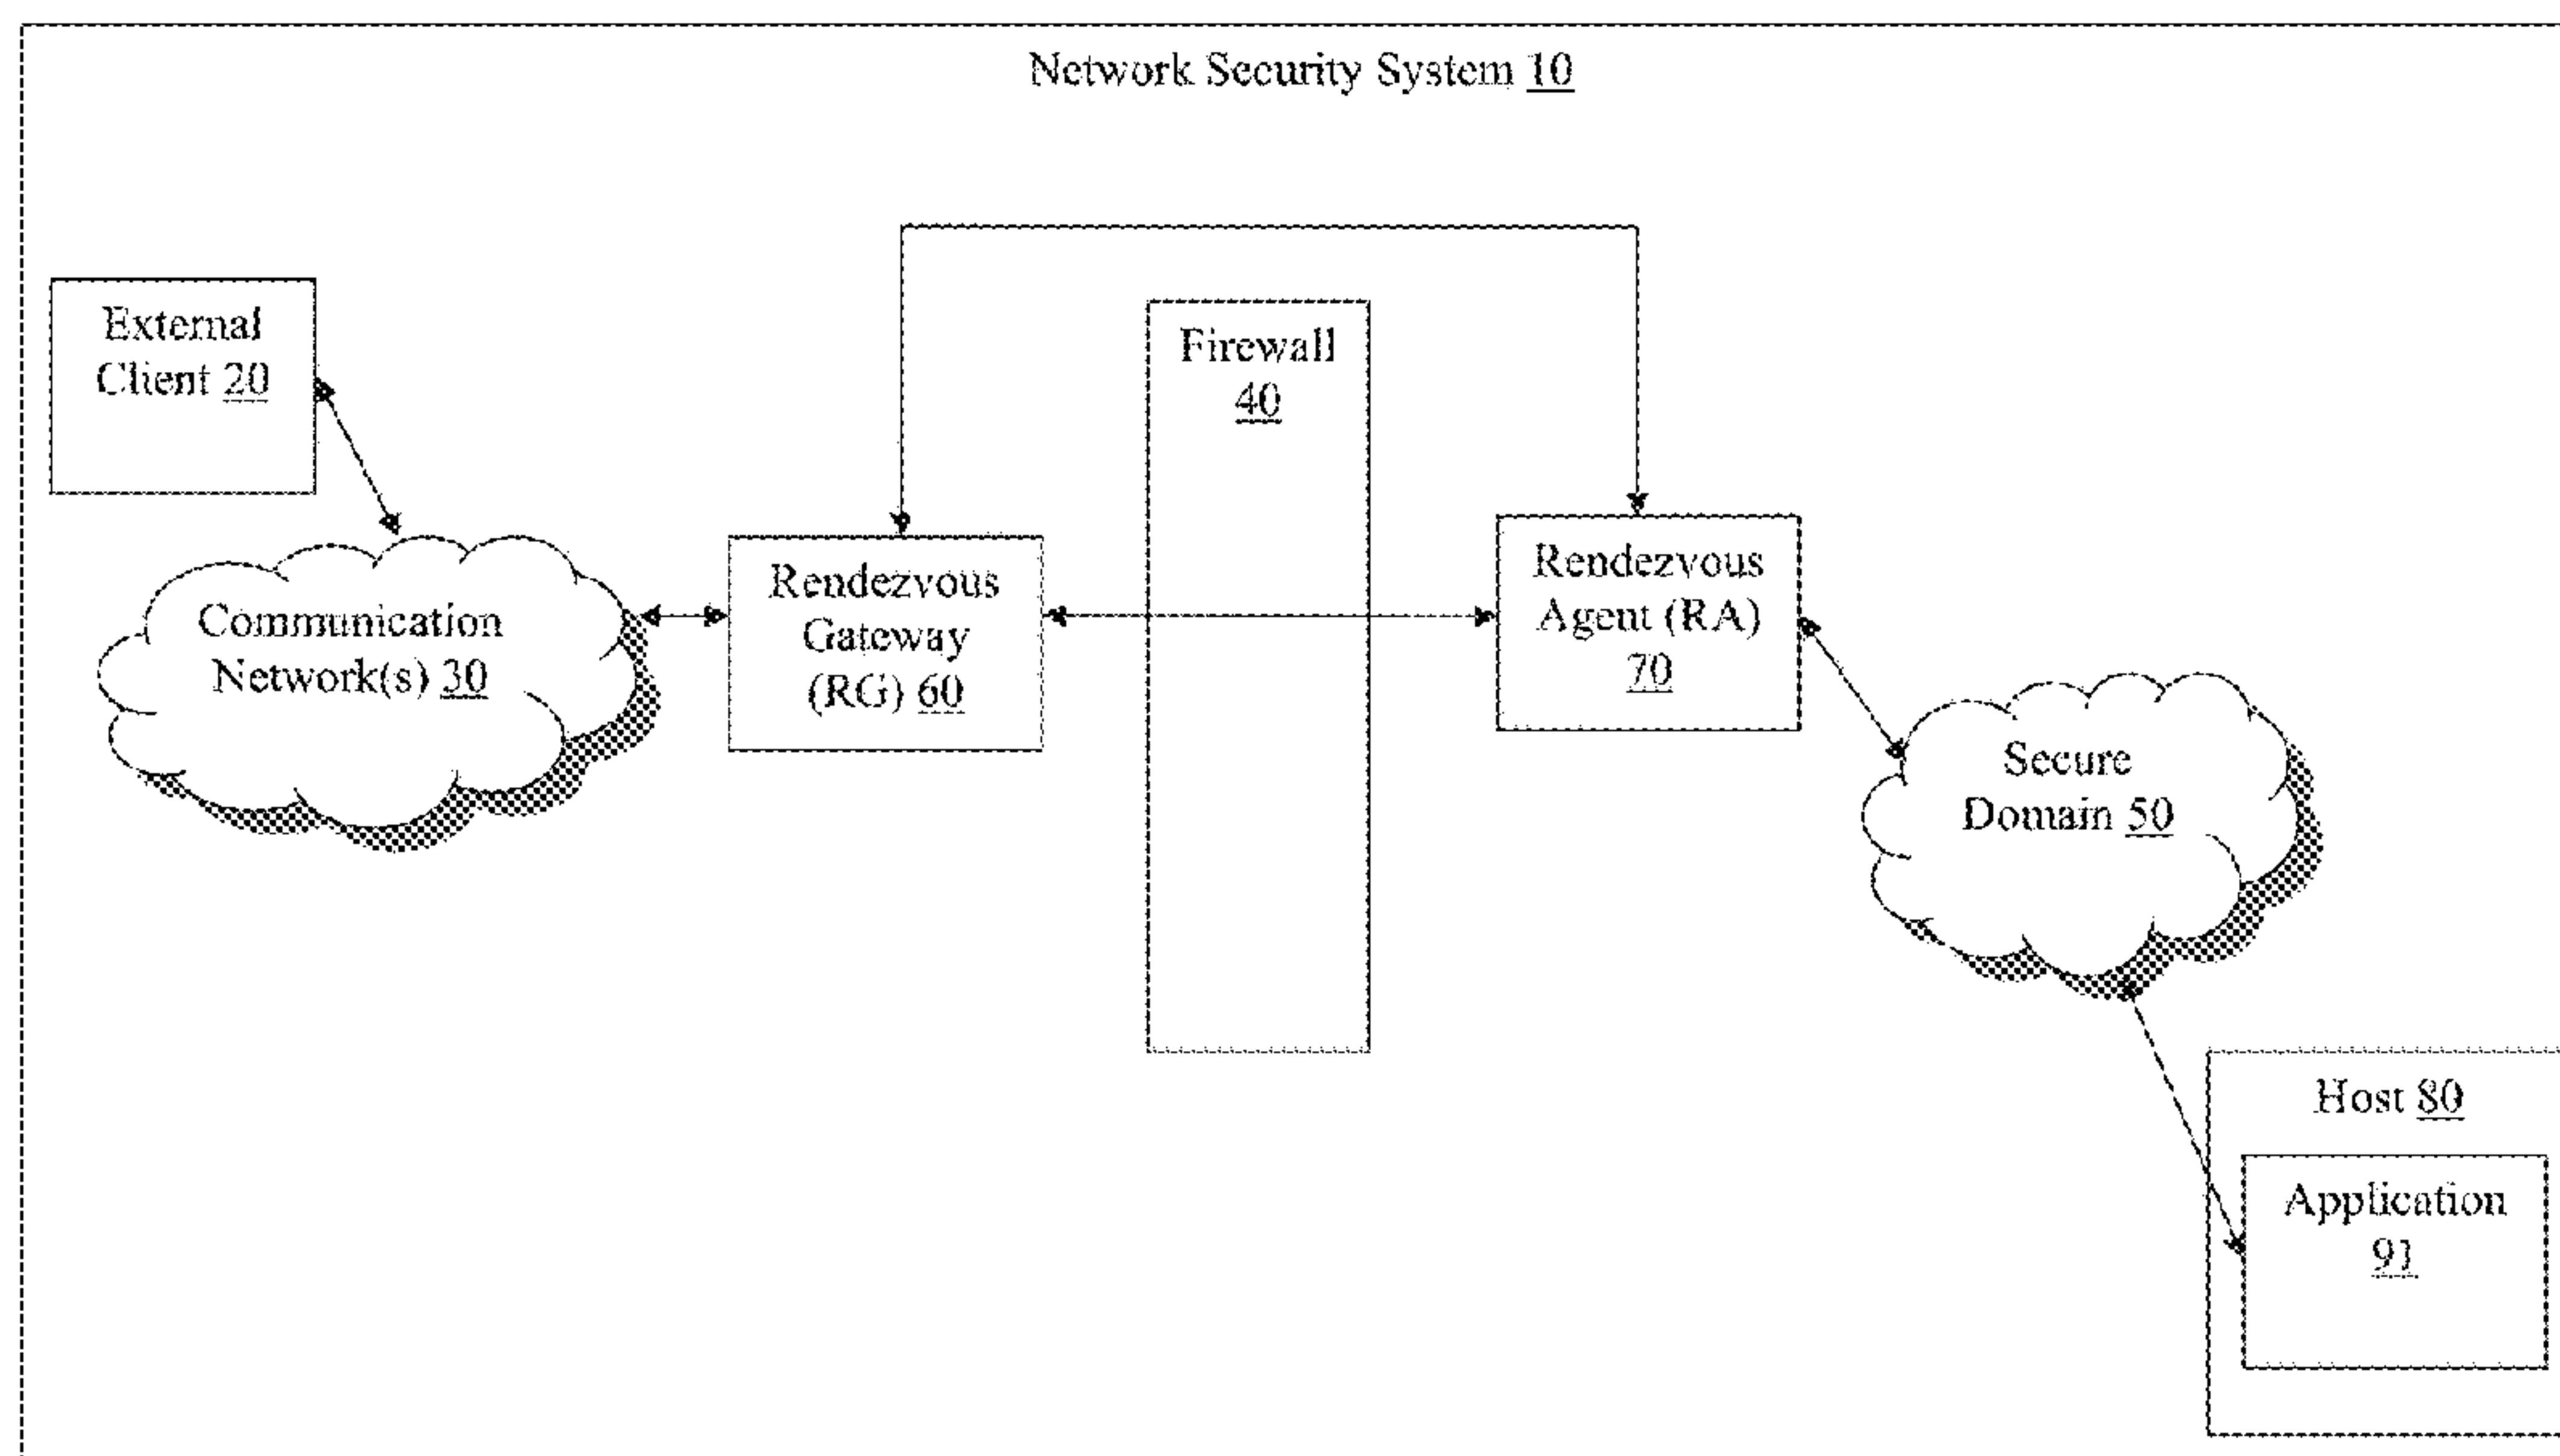 Network Security System 10
External
Client 20
Firewall
40
Communication
Network(s) 30
Rendezvous
Gateway
(RG) 60
Rendezvous
Agent (RA)
70
Secure
Domain 50
Host 80
Application
91